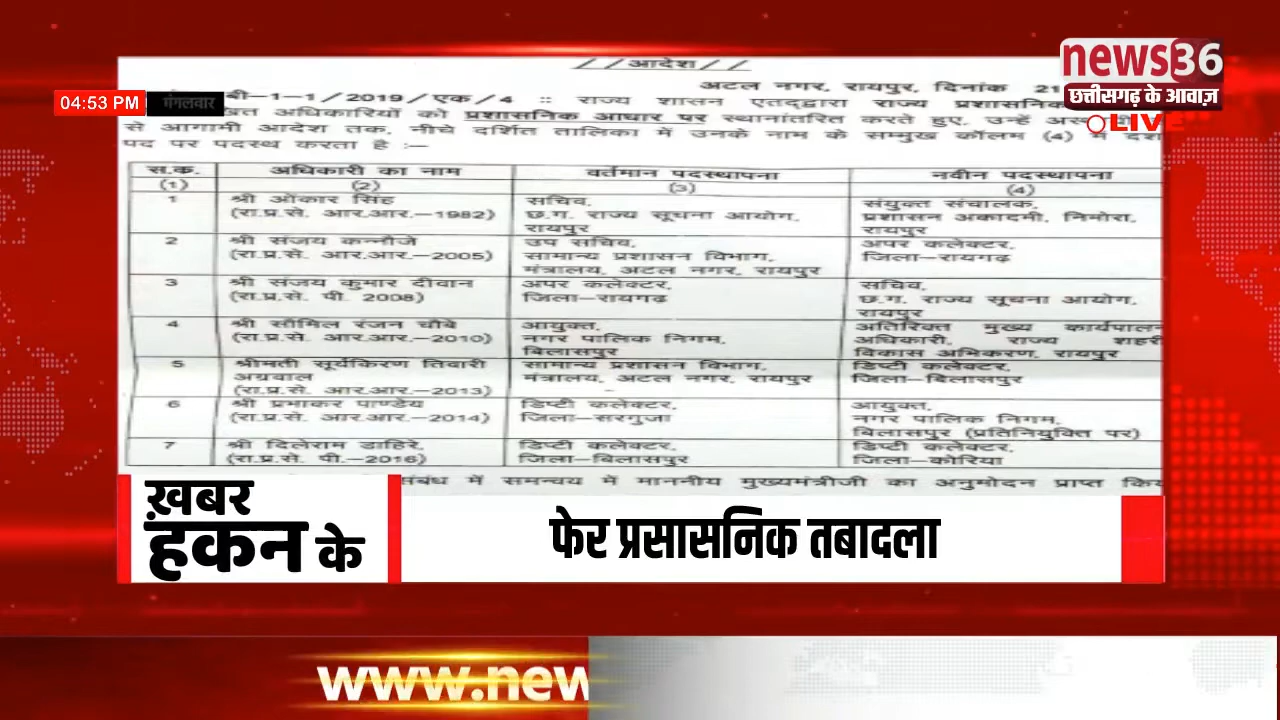 news36
छत्तीसगढ़ के आवाज़
LIVE
04:53 PM मंगलवार
//आदेश//
अटल नगर, रायपुर, दिनांक 21
बी-1-1/2019/एक/4 :: राज्य शासन एतद्द्वारा राज्य प्रशासनिक
अधिकारियों को प्रशासनिक आधार पर स्थानांतरित करते हुए, उन्हें
से आगामी आदेश तक, नीचे दर्शित तालिका में उनके नाम के सम्मुख कॉलम (4) में
पद पर पदस्थ करता है :-
स.क. अधिकारी का नाम वर्तमान पदस्थापना नवीन पदस्थापना
(1) (2) (3) (4)
1 श्री ओंकार सिंह सचिव, संयुक्त संचालक,
(रा.प्र.से. आर.आर.-1982) छ.ग. राज्य सूचना आयोग, प्रशासन अकादमी, निमोरा,
रायपुर रायपुर
2 श्री संजय कन्नौजे उप सचिव, अपर कलेक्टर,
(रा.प्र.से. आर.आर.-2005) सामान्य प्रशासन विभाग, जिला-रायगढ़
मंत्रालय, अटल नगर, रायपुर
3 श्री संजय कुमार दीवान अपर कलेक्टर, सचिव,
(रा.प्र.से. पी. 2008) जिला-रायगढ़ छ.ग. राज्य सूचना आयोग,
रायपुर
4 श्री सौमिल रंजन चौबे आयुक्त, अतिरिक्त मुख्य कार्यपालन
(रा.प्र.से. आर.आर.-2010) नगर पालिक निगम, अधिकारी, राज्य शहरी
बिलासपुर विकास अभिकरण, रायपुर
5 श्रीमती सूर्यकिरण तिवारी सामान्य प्रशासन विभाग, डिप्टी कलेक्टर,
अग्रवाल मंत्रालय, अटल नगर, रायपुर जिला-बिलासपुर
(रा.प्र.से. आर.आर.-2013)
6 श्री प्रभाकर पाण्डेय डिप्टी कलेक्टर, आयुक्त,
(रा.प्र.से. आर.आर.-2014) जिला-सरगुजा नगर पालिक निगम,
बिलासपुर (प्रतिनियुक्ति पर)
7 श्री दिलेराम डाहिरे, डिप्टी कलेक्टर, डिप्टी कलेक्टर,
(रा.प्र.से. पी.-2016) जिला-बिलासपुर जिला-कोरिया
संबंध में समन्वय में माननीय मुख्यमंत्रीजी का अनुमोदन प्राप्त
ख़बर
हंकन के
फेर प्रसासनिक तबादला
www.new